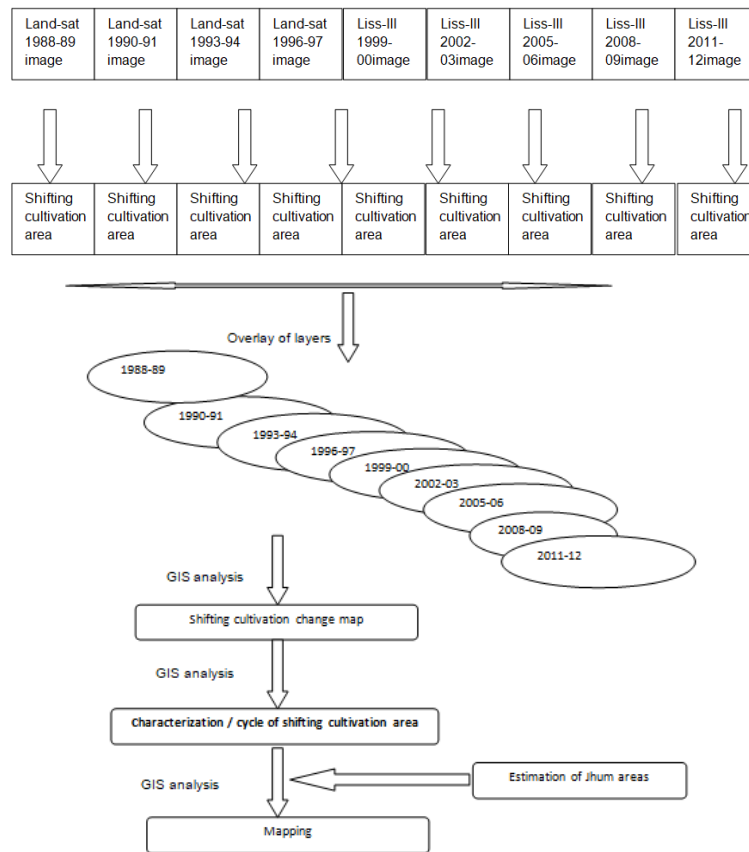 Land-sat 1988-89 image
Land-sat 1990-91 image
Land-sat 1993-94 image
Land-sat 1996-97 image
Liss-III 1999-00image
Liss-III 2002-03image
Liss-III 2005-06image
Liss-III 2008-09image
Liss-III 2011-12image
Shifting cultivation area
Shifting cultivation area
Shifting cultivation area
Shifting cultivation area
Shifting cultivation area
Shifting cultivation area
Shifting cultivation area
Shifting cultivation area
Shifting cultivation area
Overlay of layers
1988-89
1990-91
1993-94
1996-97
1999-00
2002-03
2005-06
2008-09
2011-12
GIS analysis
Shifting cultivation change map
GIS analysis
Characterization / cycle of shifting cultivation area
GIS analysis
Estimation of Jhum areas
Mapping